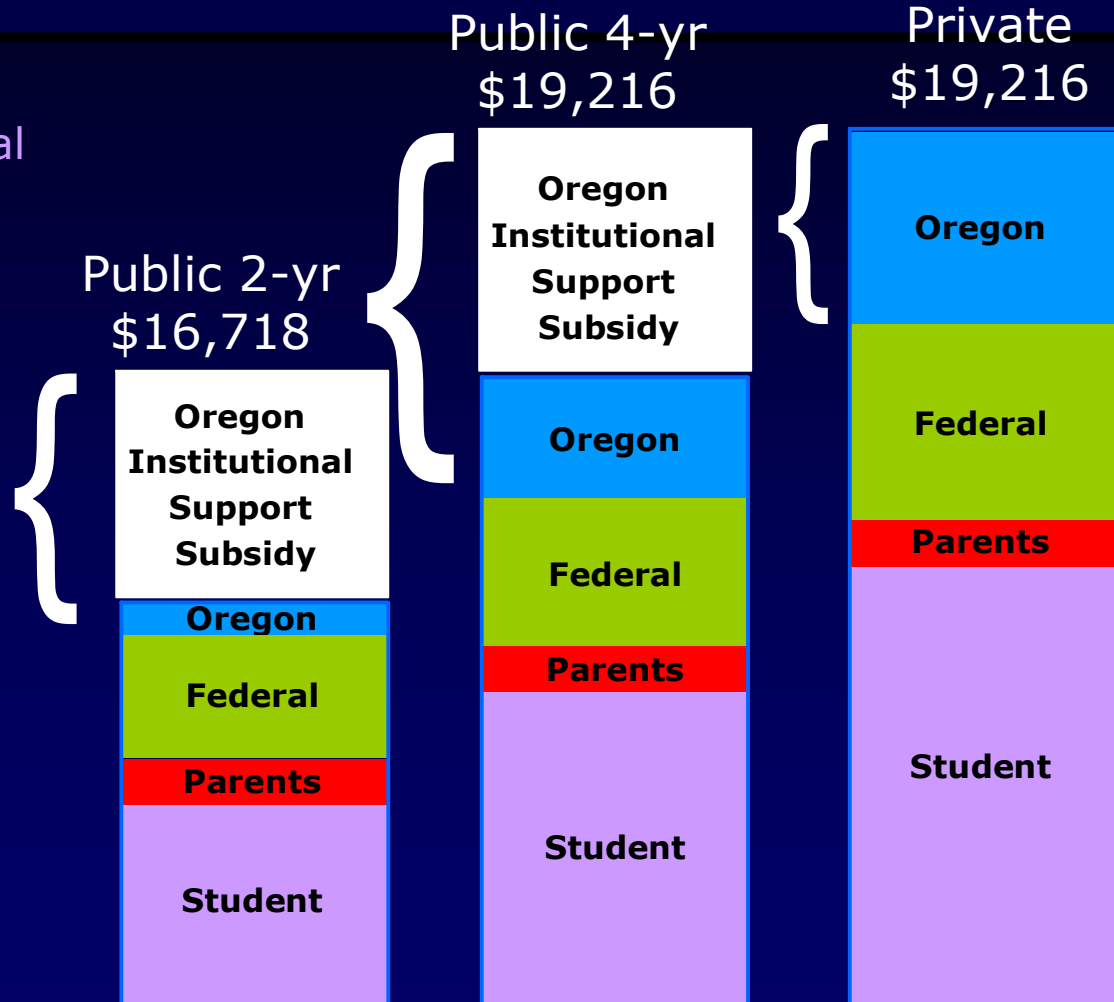 al
Public 2-yr
$16,718
Oregon
Institutional
Support
Subsidy
Oregon
Federal
Parents
Student
Public 4-yr
$19,216
Oregon
Institutional
Support
Subsidy
Oregon
Federal
Parents
Student
Private
$19,216
Oregon
Federal
Parents
Student